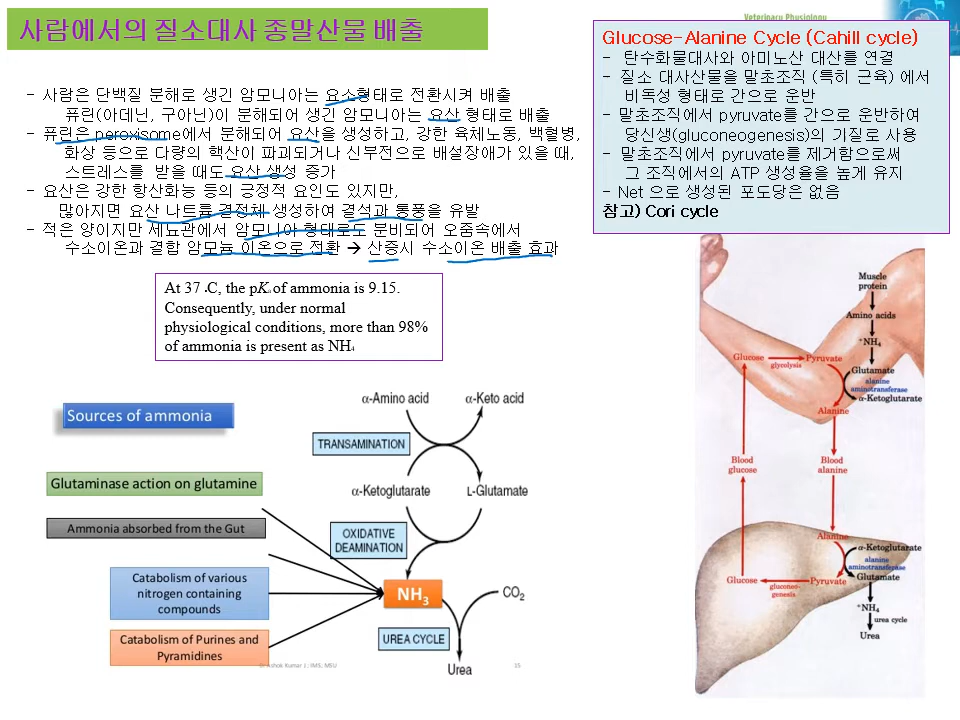 사람에서의 질소대사 종말산물 배출
Veterinary Physiology
- 사람은 단백질 분해로 생긴 암모니아는 요소형태로 전환시켜 배출
퓨린(아데닌, 구아닌)이 분해되어 생긴 암모니아는 요산 형태로 배출
- 퓨린은 peroxisome에서 분해되어 요산을 생성하고, 강한 육체노동, 백혈병,
화상 등으로 다량의 핵산이 파괴되거나 신부전으로 배설장애가 있을 때,
스트레스를 받을 때도 요산 생성 증가
- 요산은 강한 항산화능 등의 긍정적 요인도 있지만,
많아지면 요산 나트륨 결정체 생성하여 결석과 통풍을 유발
- 적은 양이지만 세뇨관에서 암모니아 형태로도 분비되어 오줌속에서
수소이온과 결합 암모늄 이온으로 전환 → 산증시 수소이온 배출 효과
At 37 .C, the pKa of ammonia is 9.15.
Consequently, under normal
physiological conditions, more than 98%
of ammonia is present as NH4
Glucose-Alanine Cycle (Cahill cycle)
- 탄수화물대사와 아미노산 대산를 연결
- 질소 대사산물을 말초조직 (특히 근육) 에서
비독성 형태로 간으로 운반
- 말초조직에서 pyruvate를 간으로 운반하여
당신생(gluconeogenesis)의 기질로 사용
- 말초조직에서 pyruvate를 제거함으로써
그 조직에서의 ATP 생성율을 높게 유지
- Net 으로 생성된 포도당은 없음
참고) Cori cycle
Sources of ammonia
Glutaminase action on glutamine
Ammonia absorbed from the Gut
Catabolism of various
nitrogen containing
compounds
Catabolism of Purines and
Pyramidines
α-Amino acid
α-Keto acid
TRANSAMINATION
α-Ketoglutarate
L-Glutamate
OXIDATIVE
DEAMINATION
NH3
CO2
UREA CYCLE
Urea
Dr Ashok Kumar J; IMS; MSU
15
Muscle
protein
Amino acids
+NH4
Glucose
glycolysis
Pyruvate
Glutamate
alanine
aminotransferase
α-Ketoglutarate
Alanine
Blood
glucose
Blood
alanine
Alanine
α-Ketoglutarate
alanine
aminotransferase
Glutamate
Glucose
gluconeo-
genesis
Pyruvate
+NH4
urea cycle
Urea